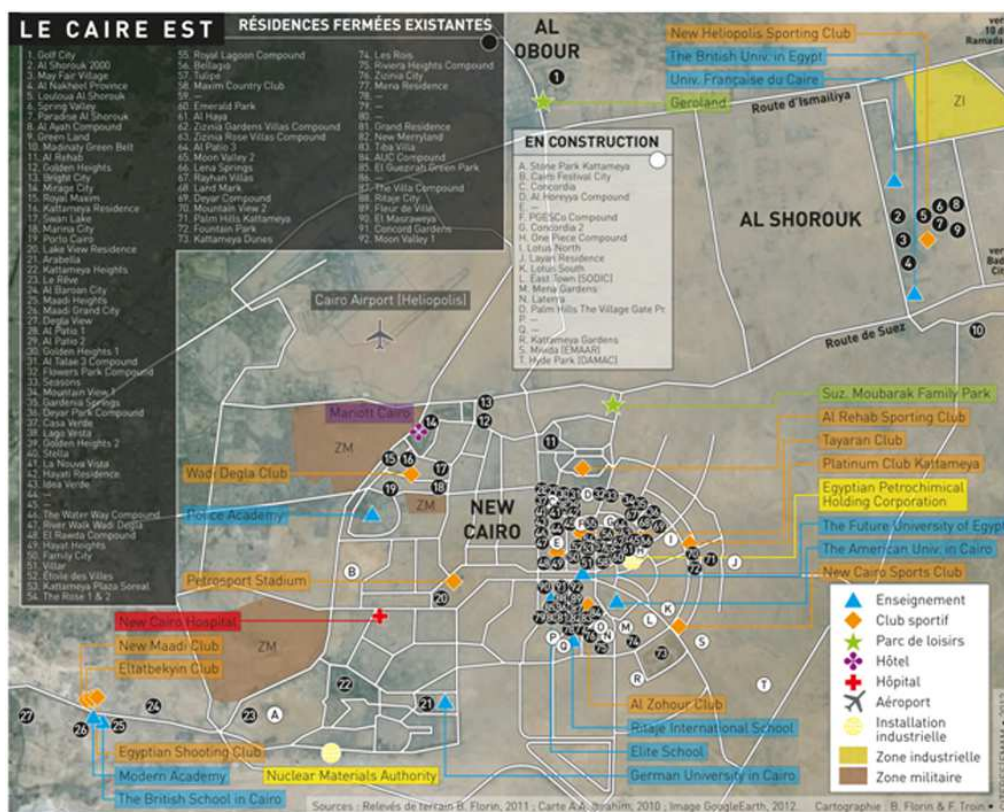 LE CAIRE EST
RÉSIDENCES FERMÉES EXISTANTES
1. Golf City
2. Al Shorouk 2000
3. May Fair Village
4. Al Nakheel Province
5. Louloua Al Shorouk
6. Spring Valley
7. Paradise Al Shorouk
8. Al Ayah Compound
9. Green Land
10. Madinaty Green Belt
11. Al Rehab
12. Golden Heights
13. Bright City
14. Mirage City
15. Royal Maxim
16. Kattameya Residence
17. Swan Lake
18. Marina City
19. Porto Cairo
20. Lake View Residence
21. Arabella
22. Kattameya Heights
23. Le Rêve
24. Al Baroan City
25. Maadi Heights
26. Maadi Grand City
27. Degla View
28. Al Patio 1
29. Al Patio 2
30. Golden Heights 1
31. Al Talae 3 Compound
32. Flowers Park Compound
33. Seasons
34. Mountain View 1
35. Gardenia Springs
36. Deyar Park Compound
37. Casa Verde
38. Lago Vesta
39. Golden Heights 2
40. Stella
41. La Nouva Vista
42. Hayati Residence
43. Idea Verde
44. —
45. —
46. The Water Way Compound
47. River Walk Wadi Degla
48. El Rawda Compound
49. Hayat Heights
50. Family City
51. Villar
52. Étoile des Villes
53. Kattameya Plaza Soreal
54. The Rose 1 & 2
55. Royal Lagoon Compound
56. Bellagio
57. Tulipe
58. Maxim Country Club
59. —
60. Emerald Park
61. Al Haya
62. Zizinia Gardens Villas Compound
63. Zizinia Rose Villas Compound
64. Al Patio 3
65. Moon Valley 2
66. Lena Springs
67. Rayhan Villas
68. Land Mark
69. Deyar Compound
70. Mountain View 2
71. Palm Hills Kattameya
72. Fountain Park
73. Kattameya Dunes
74. Les Rois
75. Riviera Heights Compound
76. Zizinia City
77. Mena Residence
78. —
79. —
80. —
81. Grand Residence
82. New Merryland
83. Tiba Villa
84. AUC Compound
85. El Guezirah Green Park
86. —
87. The Villa Compound
88. Ritaje City
89. Fleur de Ville
90. El Masraweya
91. Concord Gardens
92. Moon Valley 1
EN CONSTRUCTION
A. Stone Park Kattameya
B. Cairo Festival City
C. Concordia
D. Al Horeyya Compound
E. —
F. PGESCo Compound
G. Concordia 2
H. One Piece Compound
I. Lotus North
J. Layan Residence
K. Lotus South
L. East Town [SODIC]
M. Mena Gardens
N. Laterra
O. Palm Hills The Village Gate Pr.
P. —
Q. —
R. Kattameya Gardens
S. Mivida [EMAAR]
T. Hyde Park [DAMAC]
AL OBOUR
New Heliopolis Sporting Club
The British Univ. in Egypt
Univ. Française du Caire
Geroland
Route d'Ismaïliya
ZI
AL SHOROUK
Route de Suez
Cairo Airport (Heliopolis)
Suz. Moubarak Family Park
Mariott Cairo
ZM
Al Rehab Sporting Club
Tayaran Club
Platinum Club Kattameya
Wadi Degla Club
ZM
Egyptian Petrochimical Holding Corporation
NEW CAIRO
Police Academy
The Future University of Egypt
The American Univ. in Cairo
New Cairo Sports Club
Petrosport Stadium
New Cairo Hospital
ZM
New Maadi Club
Eltatbekyin Club
Al Zohour Club
Ritaje International School
Egyptian Shooting Club
Elite School
Modern Academy
Nuclear Materials Authority
German University in Cairo
The British School in Cairo
Enseignement
Club sportif
Parc de loisirs
Hôtel
Hôpital
Aéroport
Installation industrielle
Zone industrielle
Zone militaire
Sources : Relevés de terrain B. Florin, 2011 ; Carte A.A. Ibrahim, 2010 ; Image GoogleEarth, 2012.
Cartographie : B. Florin & F. Troin